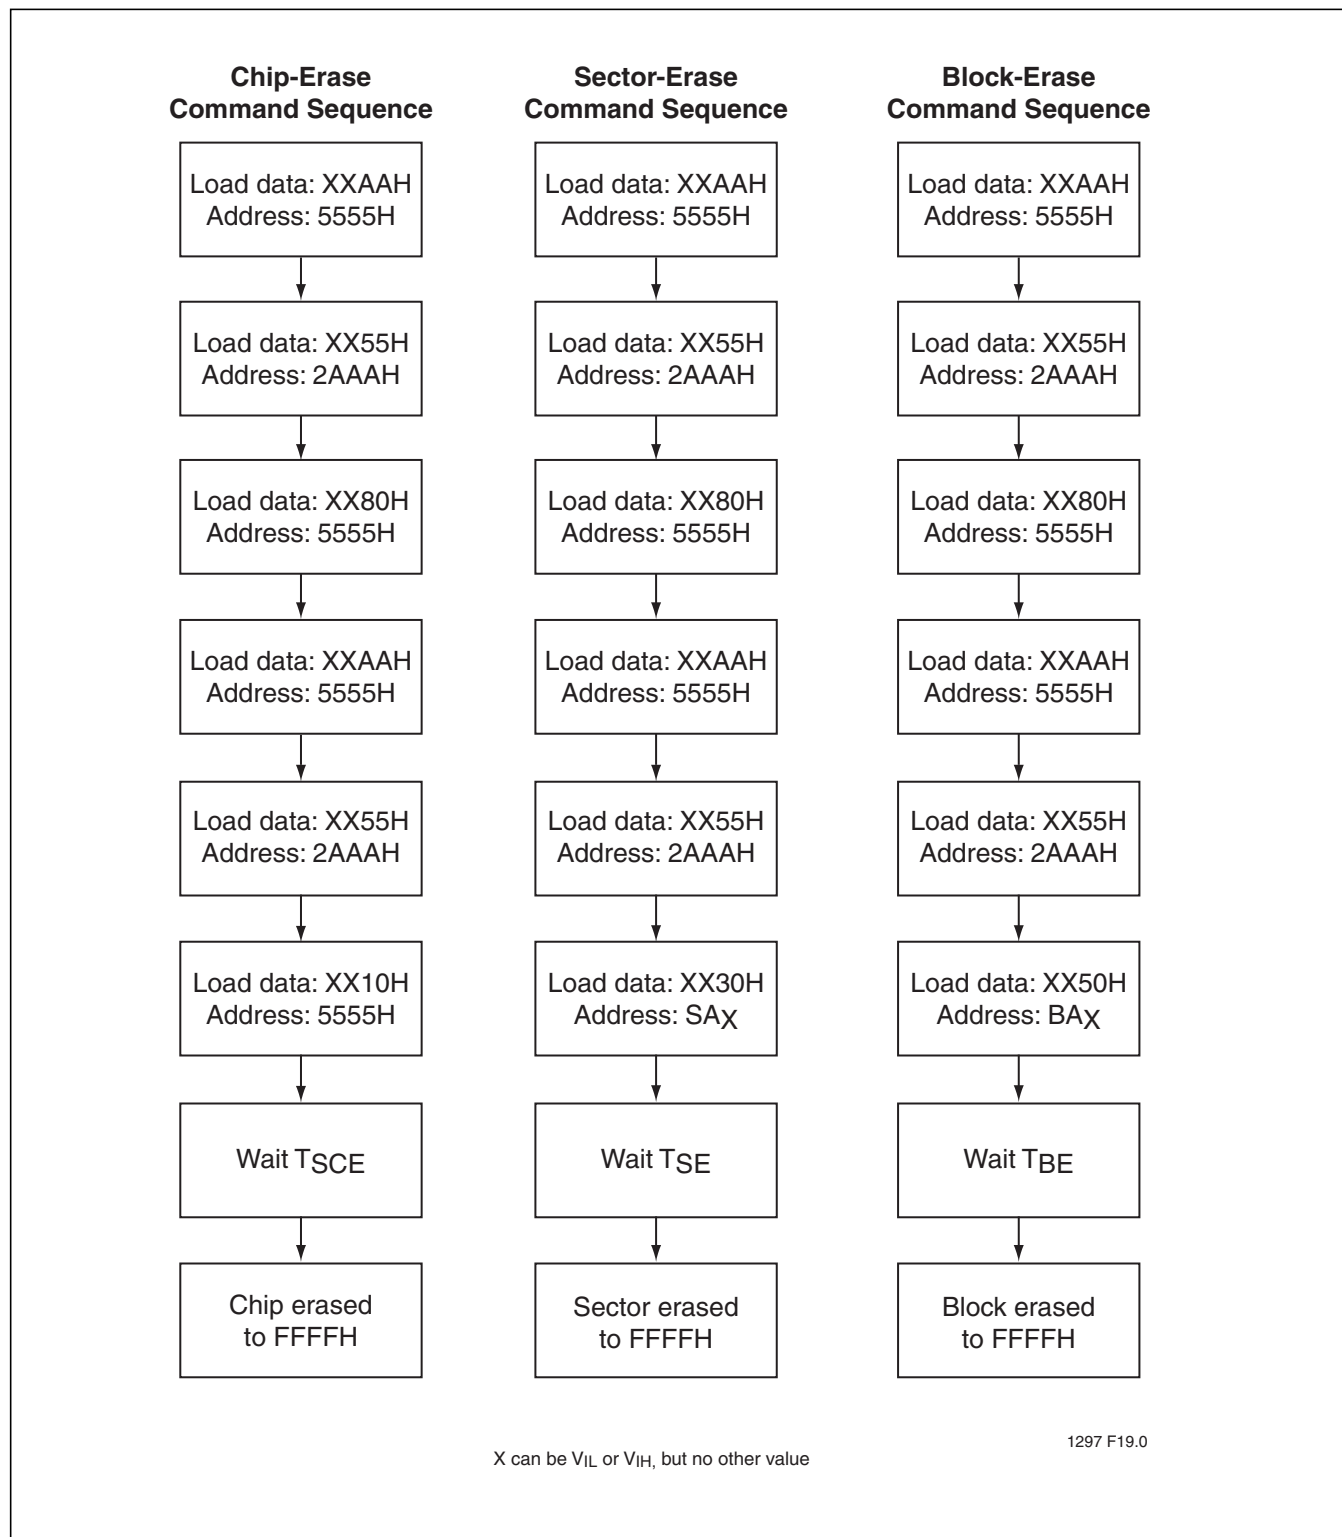 Chip-Erase
Command Sequence
Load data: XXAAH
Address: 5555H
Load data: XX55H
Address: 2AAAH
Load data: XX80H
Address: 5555H
Load data: XXAAH
Address: 5555H
Load data: XX55H
Address: 2AAAH
Load data: XX10H
Address: 5555H
Wait TSCE
Chip erased
to FFFFH
Sector-Erase
Command Sequence
Load data: XXAAH
Address: 5555H
Load data: XX55H
Address: 2AAAH
Load data: XX80H
Address: 5555H
Load data: XXAAH
Address: 5555H
Load data: XX55H
Address: 2AAAH
Load data: XX30H
Address: SAX
Wait TSE
Sector erased
to FFFFH
Block-Erase
Command Sequence
Load data: XXAAH
Address: 5555H
Load data: XX55H
Address: 2AAAH
Load data: XX80H
Address: 5555H
Load data: XXAAH
Address: 5555H
Load data: XX55H
Address: 2AAAH
Load data: XX50H
Address: BAX
Wait TBE
Block erased
to FFFFH
1297 F19.0
X can be VIL or VIH, but no other value